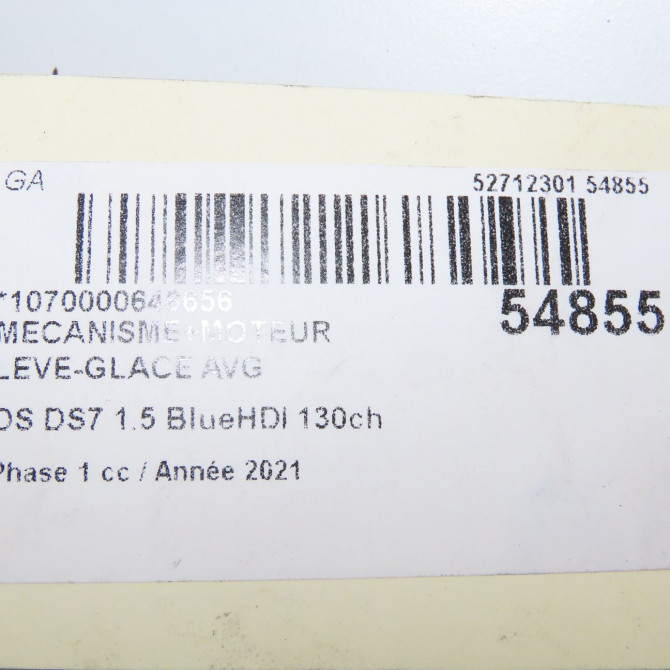 GA
52712301 54855
54855
MECANISME+MOTEUR
LEVE-GLACE AVG
DS DS7 1.5 BlueHDI 130ch
Phase 1 cc / Année 2021